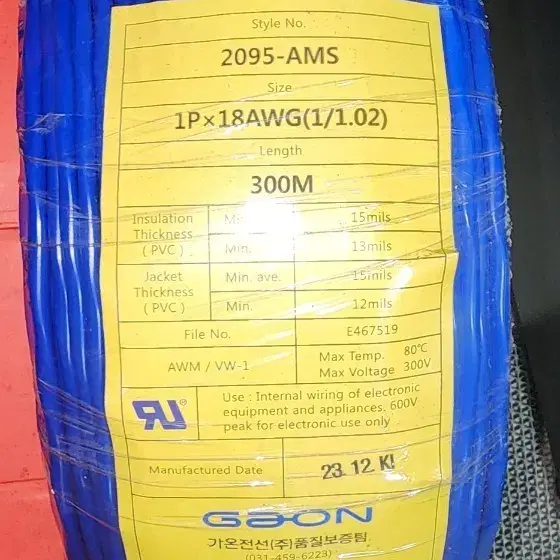 Style No.
2095-AMS
Size
1P×18AWG(1/1.02)
Length
300M
Insulation Thickness (PVC) Min. 15mils
Min. 13mils
Jacket Thickness (PVC) Min. ave. 15mils
Min. 12mils
File No. E467519
AWM / VW-1 Max Temp. 80℃
Max Voltage 300V
RU® Use : Internal wiring of electronic
equipment and appliances. 600V
peak for electronic use only
Manufactured Date 23.12 KI
GaON
가온전선(주)품질보증팀
(031-459-6223)